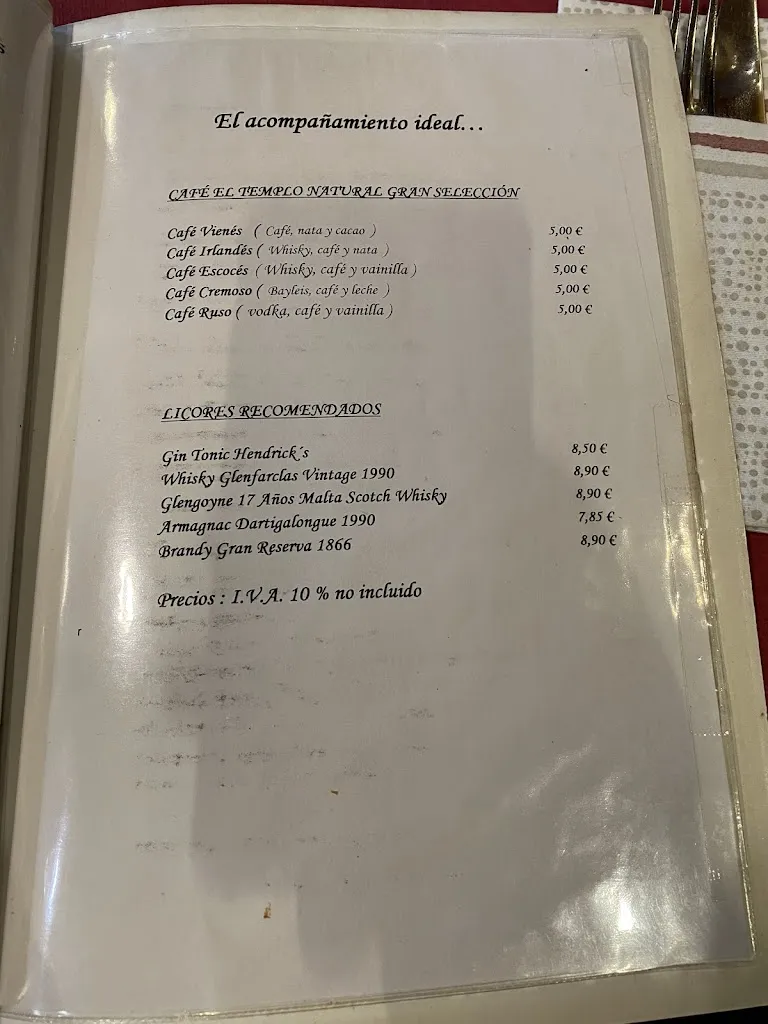 El acompañamiento ideal...
CAFÉ EL TEMPLO NATURAL GRAN SELECCIÓN
Café Vienés ( Café, nata y cacao ) 5,00 €
Café Irlandés ( Whisky, café y nata ) 5,00 €
Café Escocés ( Whisky, café y vainilla ) 5,00 €
Café Cremoso ( Bayleis, café y leche ) 5,00 €
Café Ruso ( vodka, café y vainilla ) 5,00 €
LICORES RECOMENDADOS
Gin Tonic Hendrick´s 8,50 €
Whisky Glenfarclas Vintage 1990 8,90 €
Glengoyne 17 Años Malta Scotch Whisky 8,90 €
Armagnac Dartigalongue 1990 7,85 €
Brandy Gran Reserva 1866 8,90 €
Precios : I.V.A. 10 % no incluido